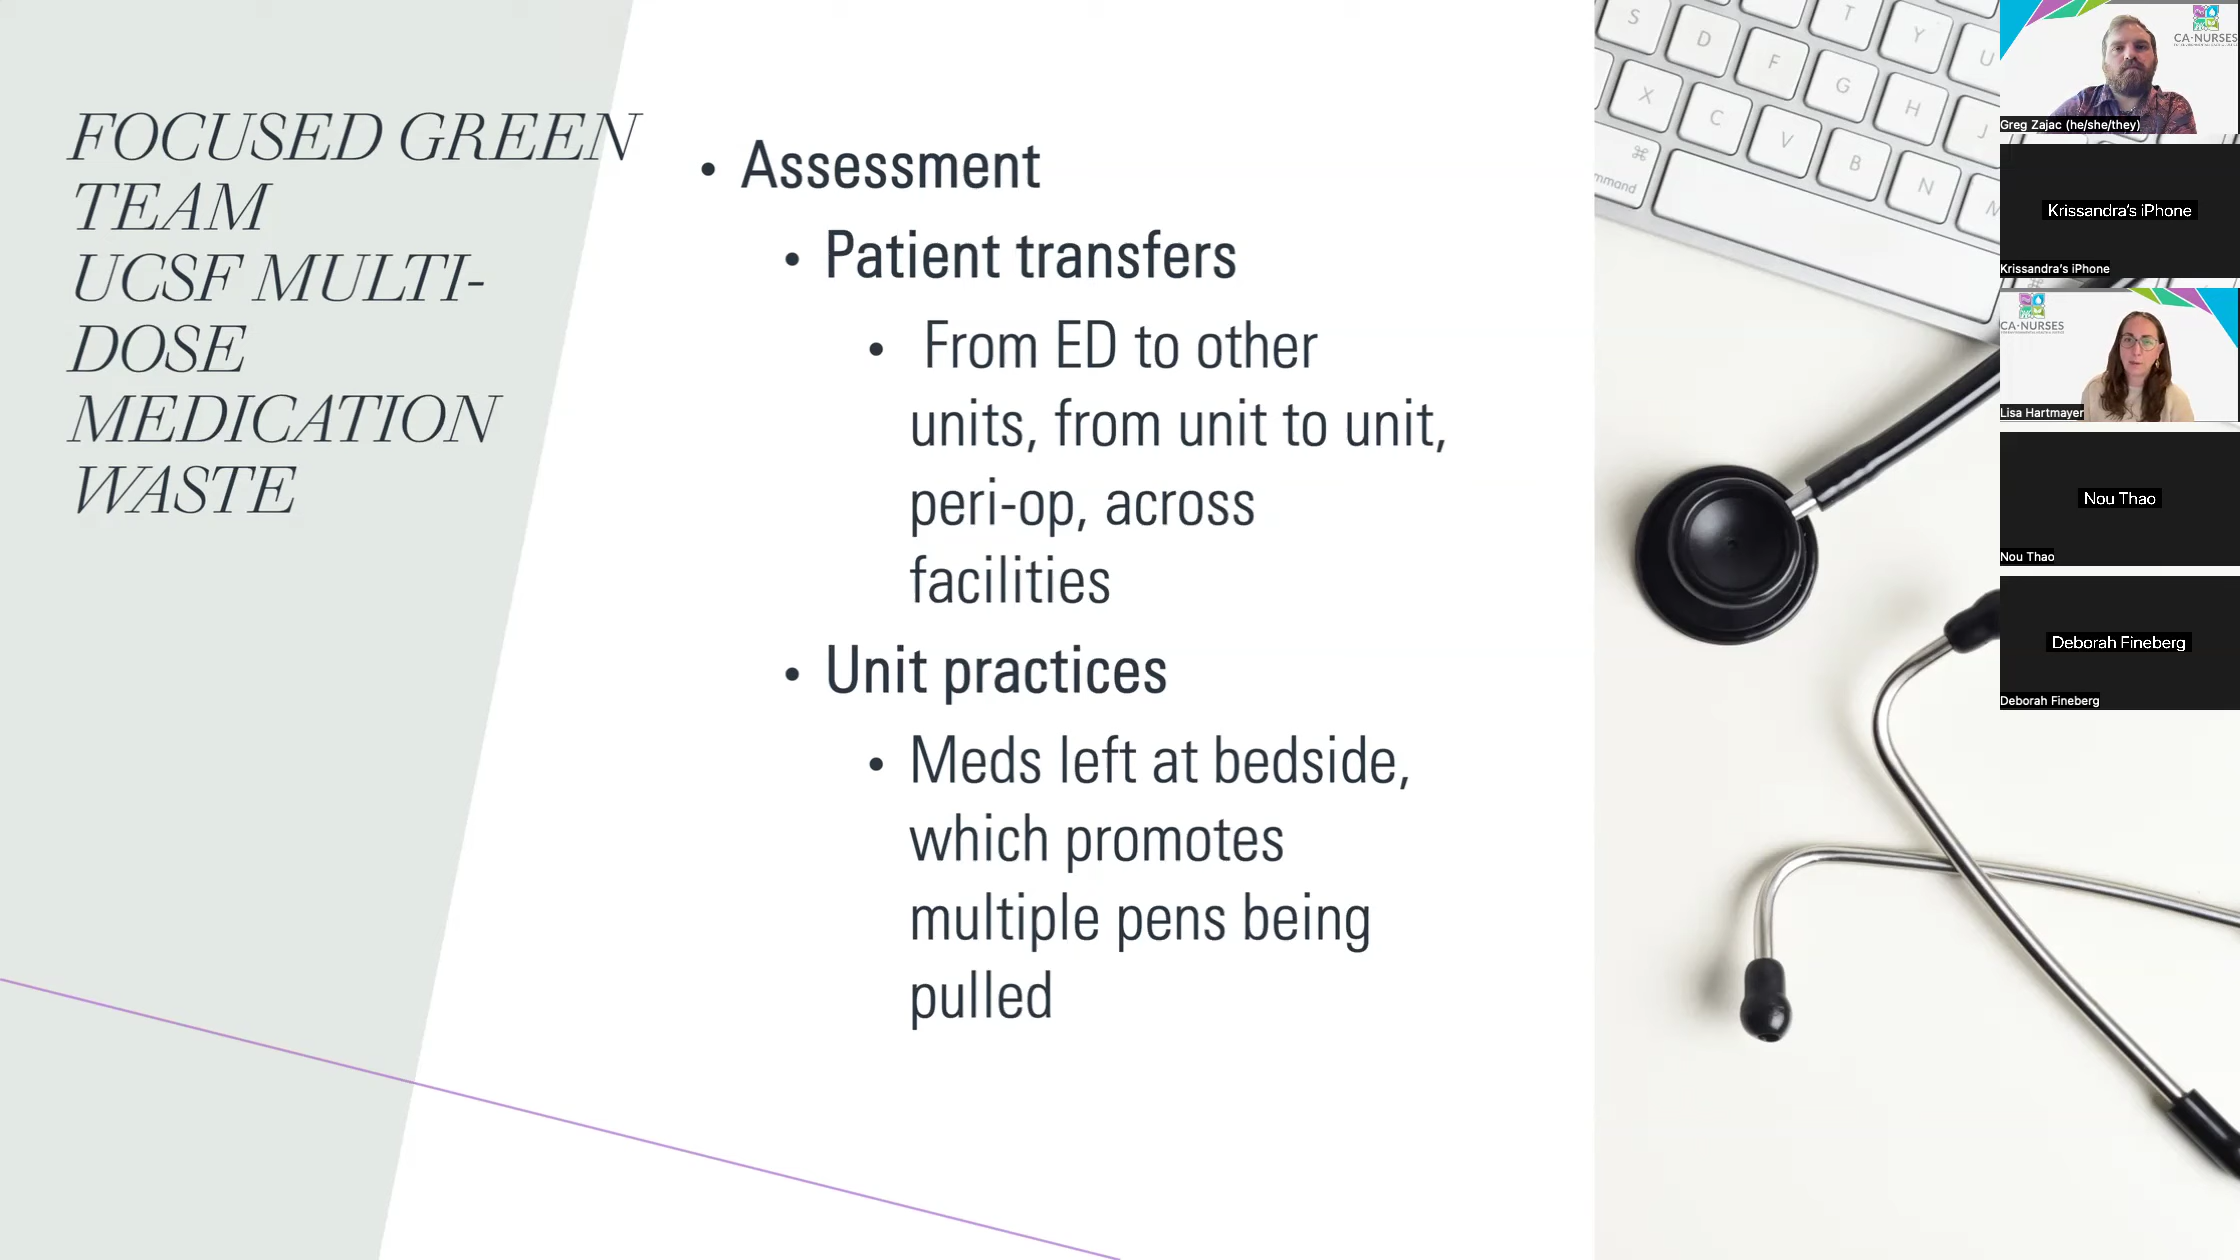 FOCUSED GREEN
TEAM
UCSF MULTI-
DOSE
MEDICATION
WASTE
• Assessment
• Patient transfers
• From ED to other
units, from unit to unit,
peri-op, across
facilities
• Unit practices
• Meds left at bedside,
which promotes
multiple pens being
pulled
S D F G H J
T Y U
X C V B N M
⌘
mmand
CA·NURSES
Greg Zajac (he/she/they)
Krissandra's iPhone
Krissandra's iPhone
CA·NURSES
Lisa Hartmayer
Nou Thao
Nou Thao
Deborah Fineberg
Deborah Fineberg